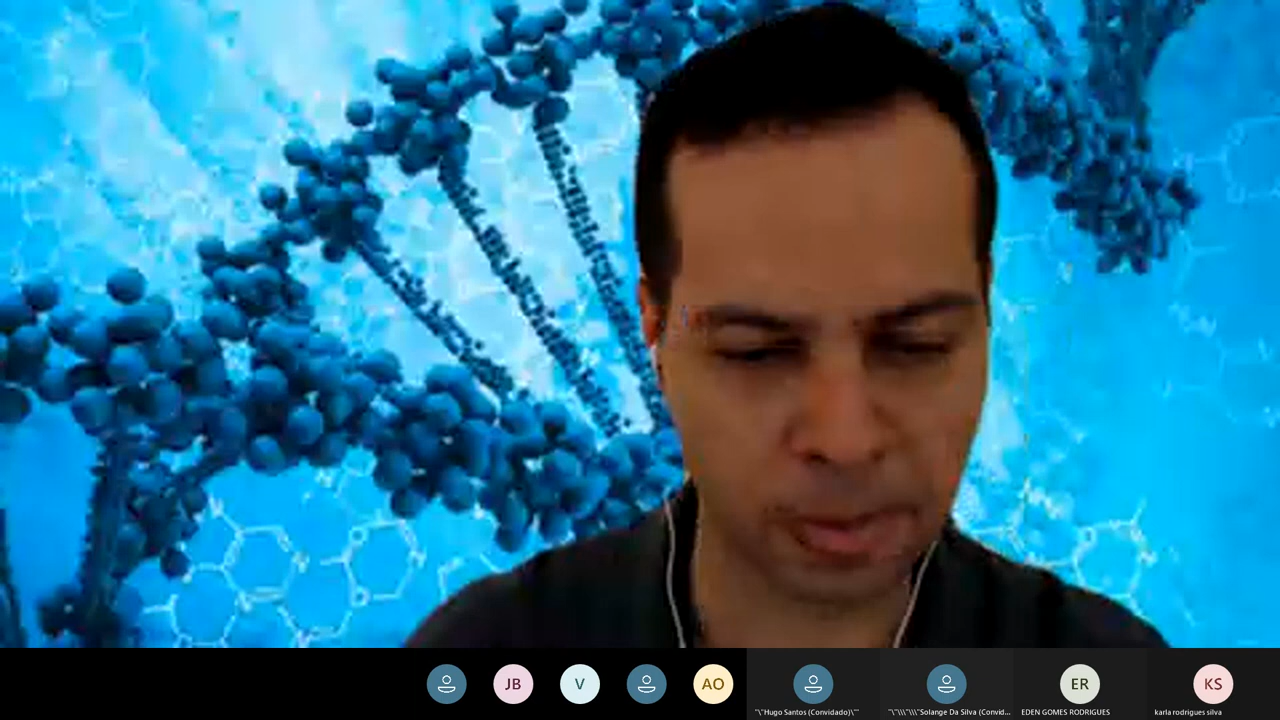 JB
V
AO
ER
KS
"\"Hugo Santos (Convidado)\""
"\"\\\"\\\"Solange Da Silva (Convid...
EDEN GOMES RODRIGUES
karla rodrigues silva